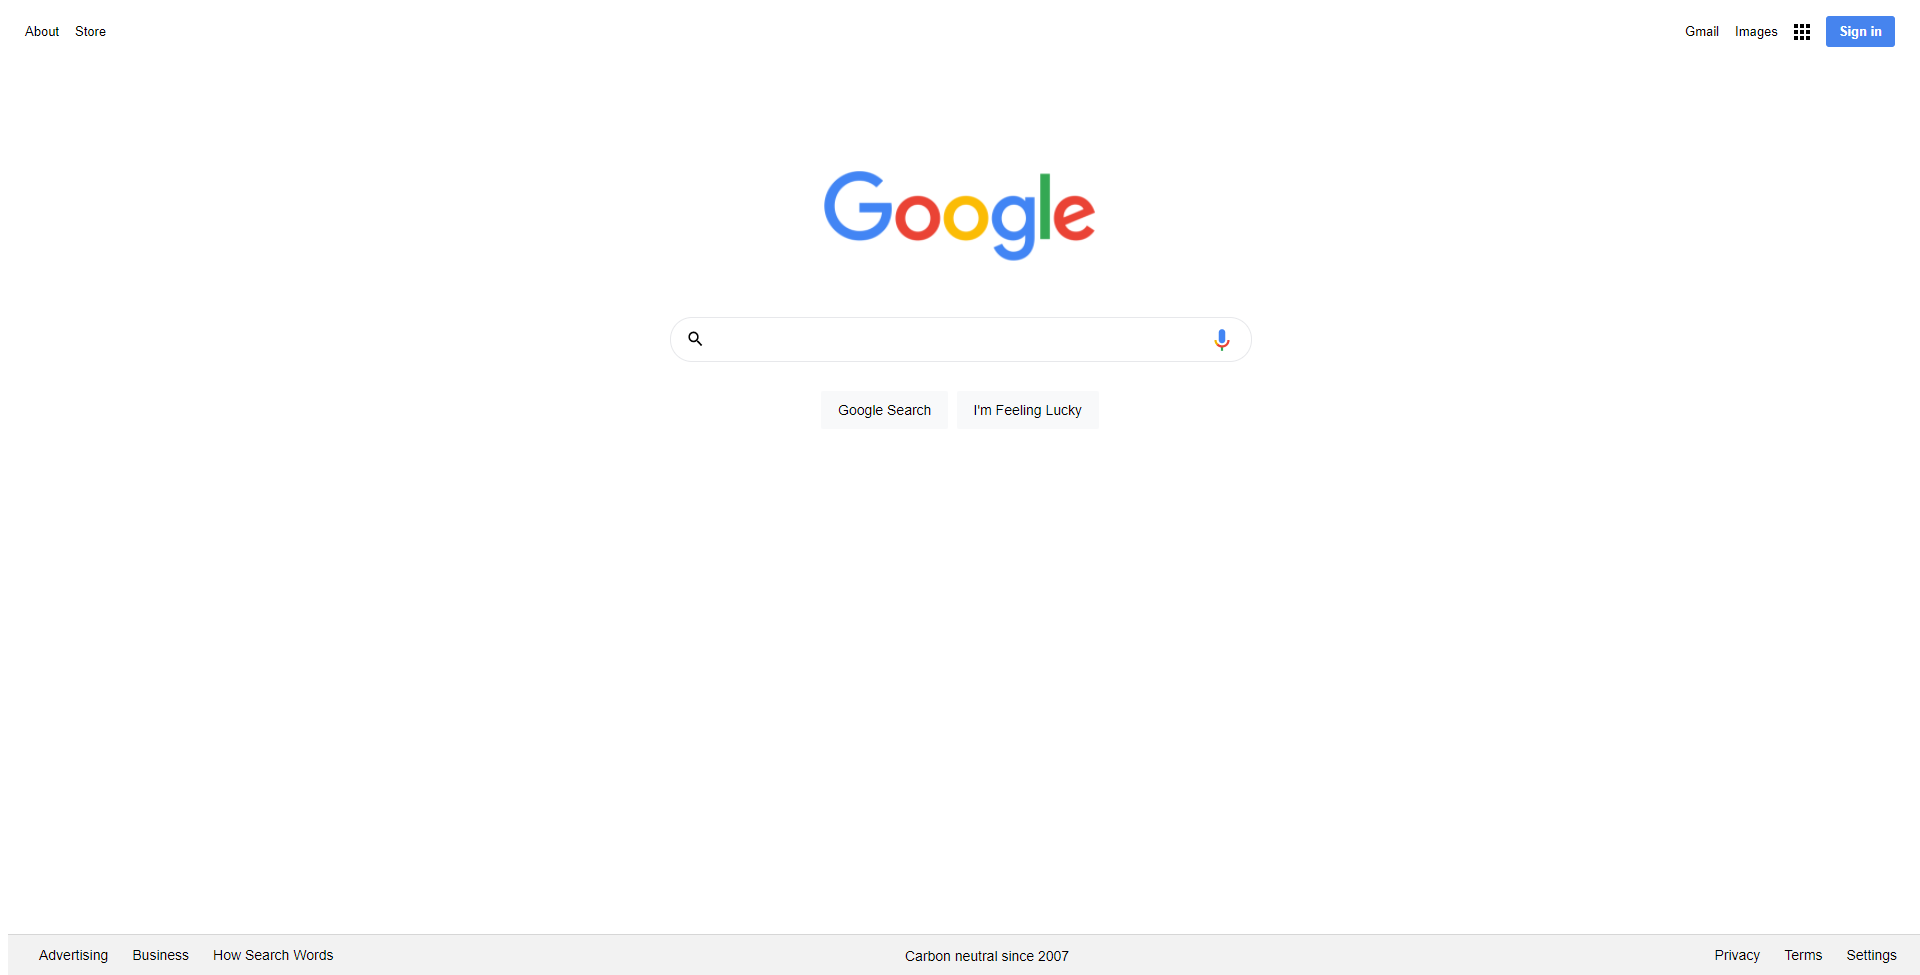 About Store
Gmail Images Sign in
Google
Google Search I'm Feeling Lucky
Advertising Business How Search Words
Carbon neutral since 2007
Privacy Terms Settings